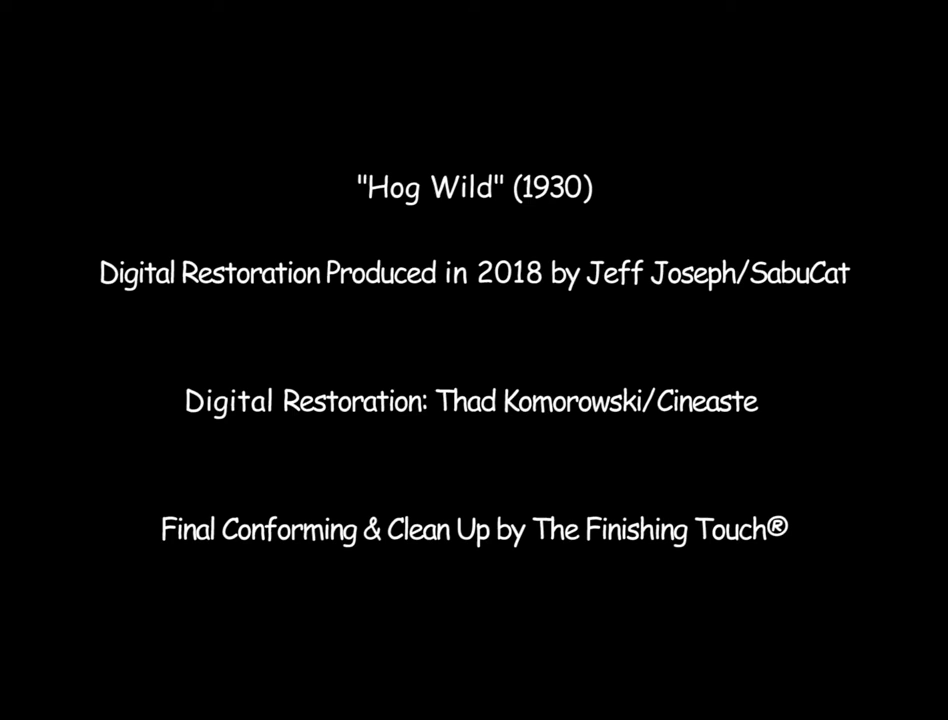 "Hog Wild" (1930)
Digital Restoration Produced in 2018 by Jeff Joseph/SabuCat
Digital Restoration: Thad Komorowski/Cineaste
Final Conforming & Clean Up by The Finishing Touch®